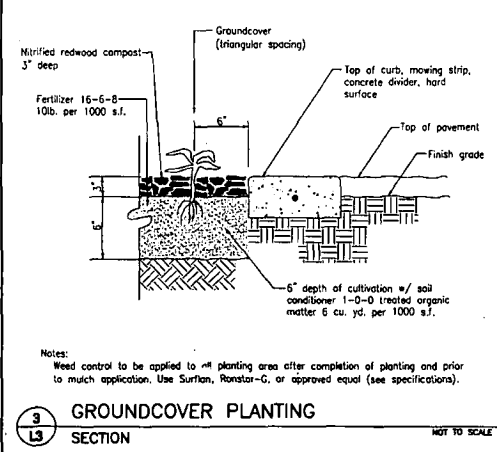 Groundcover
(triangular spacing)
Nitrified redwood compost
3" deep
Top of curb, mowing strip,
concrete divider, hard
surface
Fertilizer 16-6-8
10lb. per 1000 s.f.
6"
Top of pavement
Finish grade
3"
6"
6" depth of cultivation w/ soil
conditioner 1-0-0 treated organic
matter 6 cu. yd. per 1000 s.f.
Notes:
Weed control to be applied to all planting area after completion of planting and prior
to mulch application. Use Surflan, Ronstar-G, or approved equal (see specifications).
3
L3
GROUNDCOVER PLANTING
SECTION
NOT TO SCALE